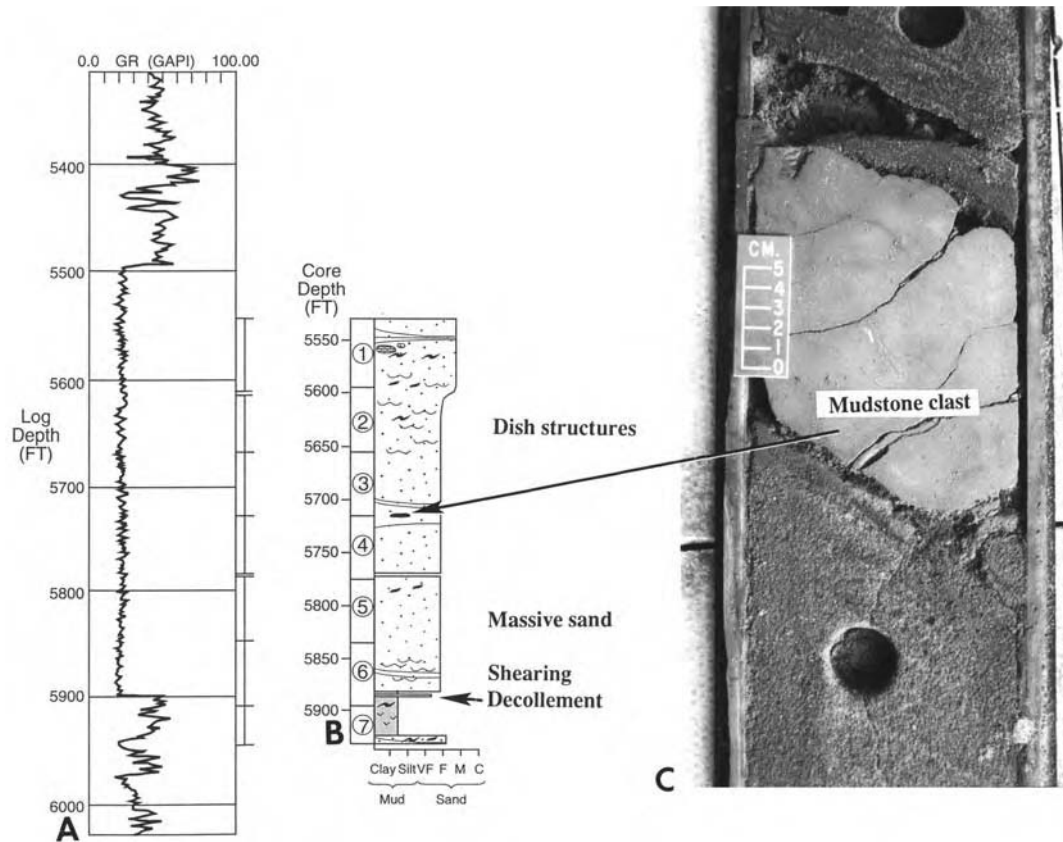 0.0 GR (GAPI) 100.00
5400
5500
5600
Log
Depth
(FT)
5700
5800
5900
6000
A
Core
Depth
(FT)
5550
5600
5650
5700
5750
5800
5850
5900
1
2
3
4
5
6
7
B
Clay Silt VF F M C
Mud Sand
Dish structures
Massive sand
Shearing
Decollement
CM.
5
4
3
2
1
0
Mudstone clast
C